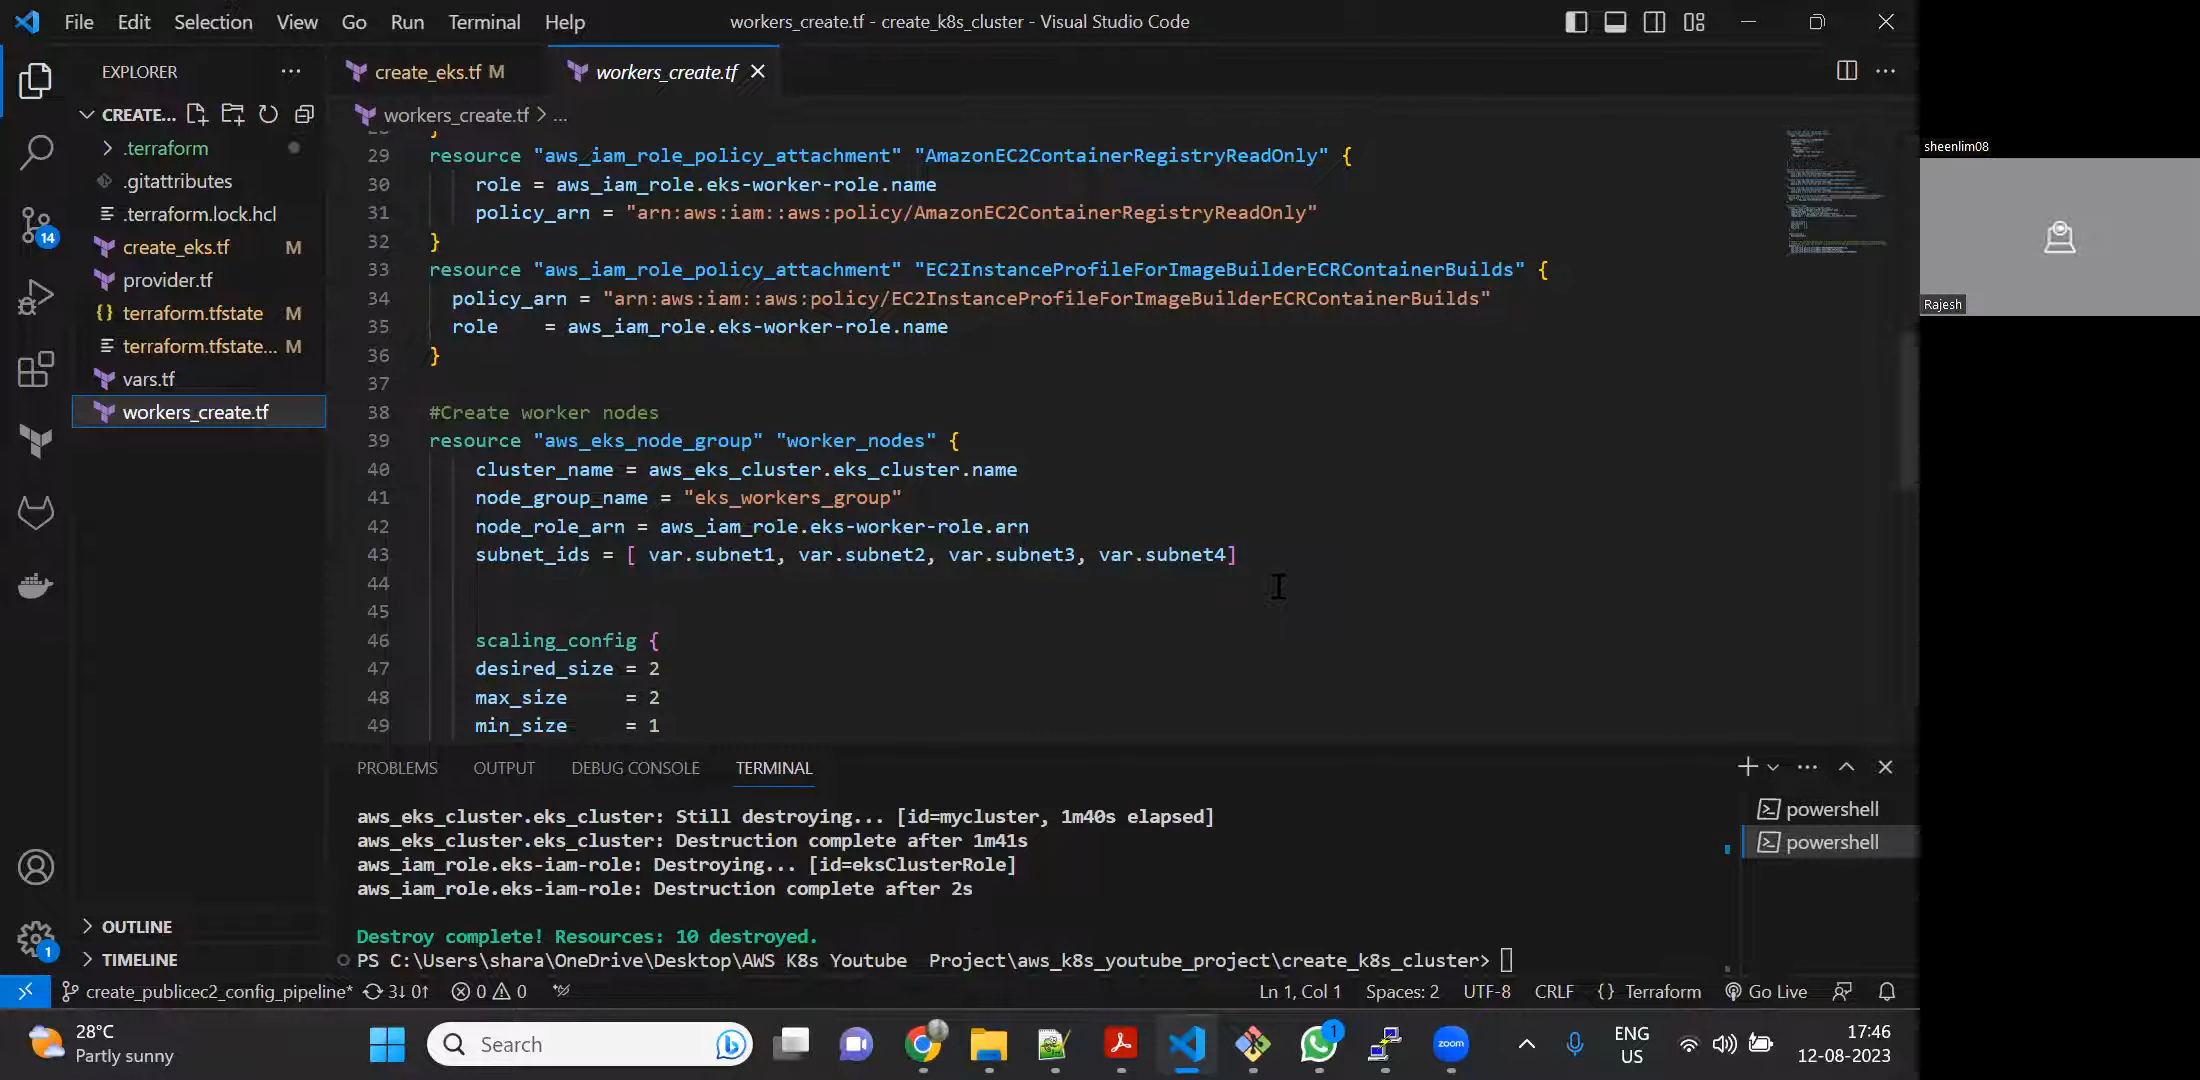 File Edit Selection View Go Run Terminal Help
workers_create.tf - create_k8s_cluster - Visual Studio Code
EXPLORER
CREATE...
.terraform
.gitattributes
.terraform.lock.hcl
create_eks.tf M
provider.tf
terraform.tfstate M
terraform.tfstate... M
vars.tf
workers_create.tf
OUTLINE
TIMELINE
14
1
create_eks.tf M
workers_create.tf
workers_create.tf > ...
29 resource "aws_iam_role_policy_attachment" "AmazonEC2ContainerRegistryReadOnly" {
30 role = aws_iam_role.eks-worker-role.name
31 policy_arn = "arn:aws:iam::aws:policy/AmazonEC2ContainerRegistryReadOnly"
32 }
33 resource "aws_iam_role_policy_attachment" "EC2InstanceProfileForImageBuilderECRContainerBuilds" {
34 policy_arn = "arn:aws:iam::aws:policy/EC2InstanceProfileForImageBuilderECRContainerBuilds"
35 role = aws_iam_role.eks-worker-role.name
36 }
37
38 #Create worker nodes
39 resource "aws_eks_node_group" "worker_nodes" {
40 cluster_name = aws_eks_cluster.eks_cluster.name
41 node_group_name = "eks_workers_group"
42 node_role_arn = aws_iam_role.eks-worker-role.arn
43 subnet_ids = [ var.subnet1, var.subnet2, var.subnet3, var.subnet4]
44
45
46 scaling_config {
47 desired_size = 2
48 max_size = 2
49 min_size = 1
PROBLEMS OUTPUT DEBUG CONSOLE TERMINAL
aws_eks_cluster.eks_cluster: Still destroying... [id=mycluster, 1m40s elapsed]
aws_eks_cluster.eks_cluster: Destruction complete after 1m41s
aws_iam_role.eks-iam-role: Destroying... [id=eksClusterRole]
aws_iam_role.eks-iam-role: Destruction complete after 2s
Destroy complete! Resources: 10 destroyed.
PS C:\Users\shara\OneDrive\Desktop\AWS K8s Youtube  Project\aws_k8s_youtube_project\create_k8s_cluster>
powershell
powershell
create_publicec2_config_pipeline* 3↓ 0↑ 0 0
Ln 1, Col 1 Spaces: 2 UTF-8 CRLF {} Terraform Go Live
28°C
Partly sunny
Search
1
zoom
ENG
US
17:46
12-08-2023
sheenlim08
Rajesh